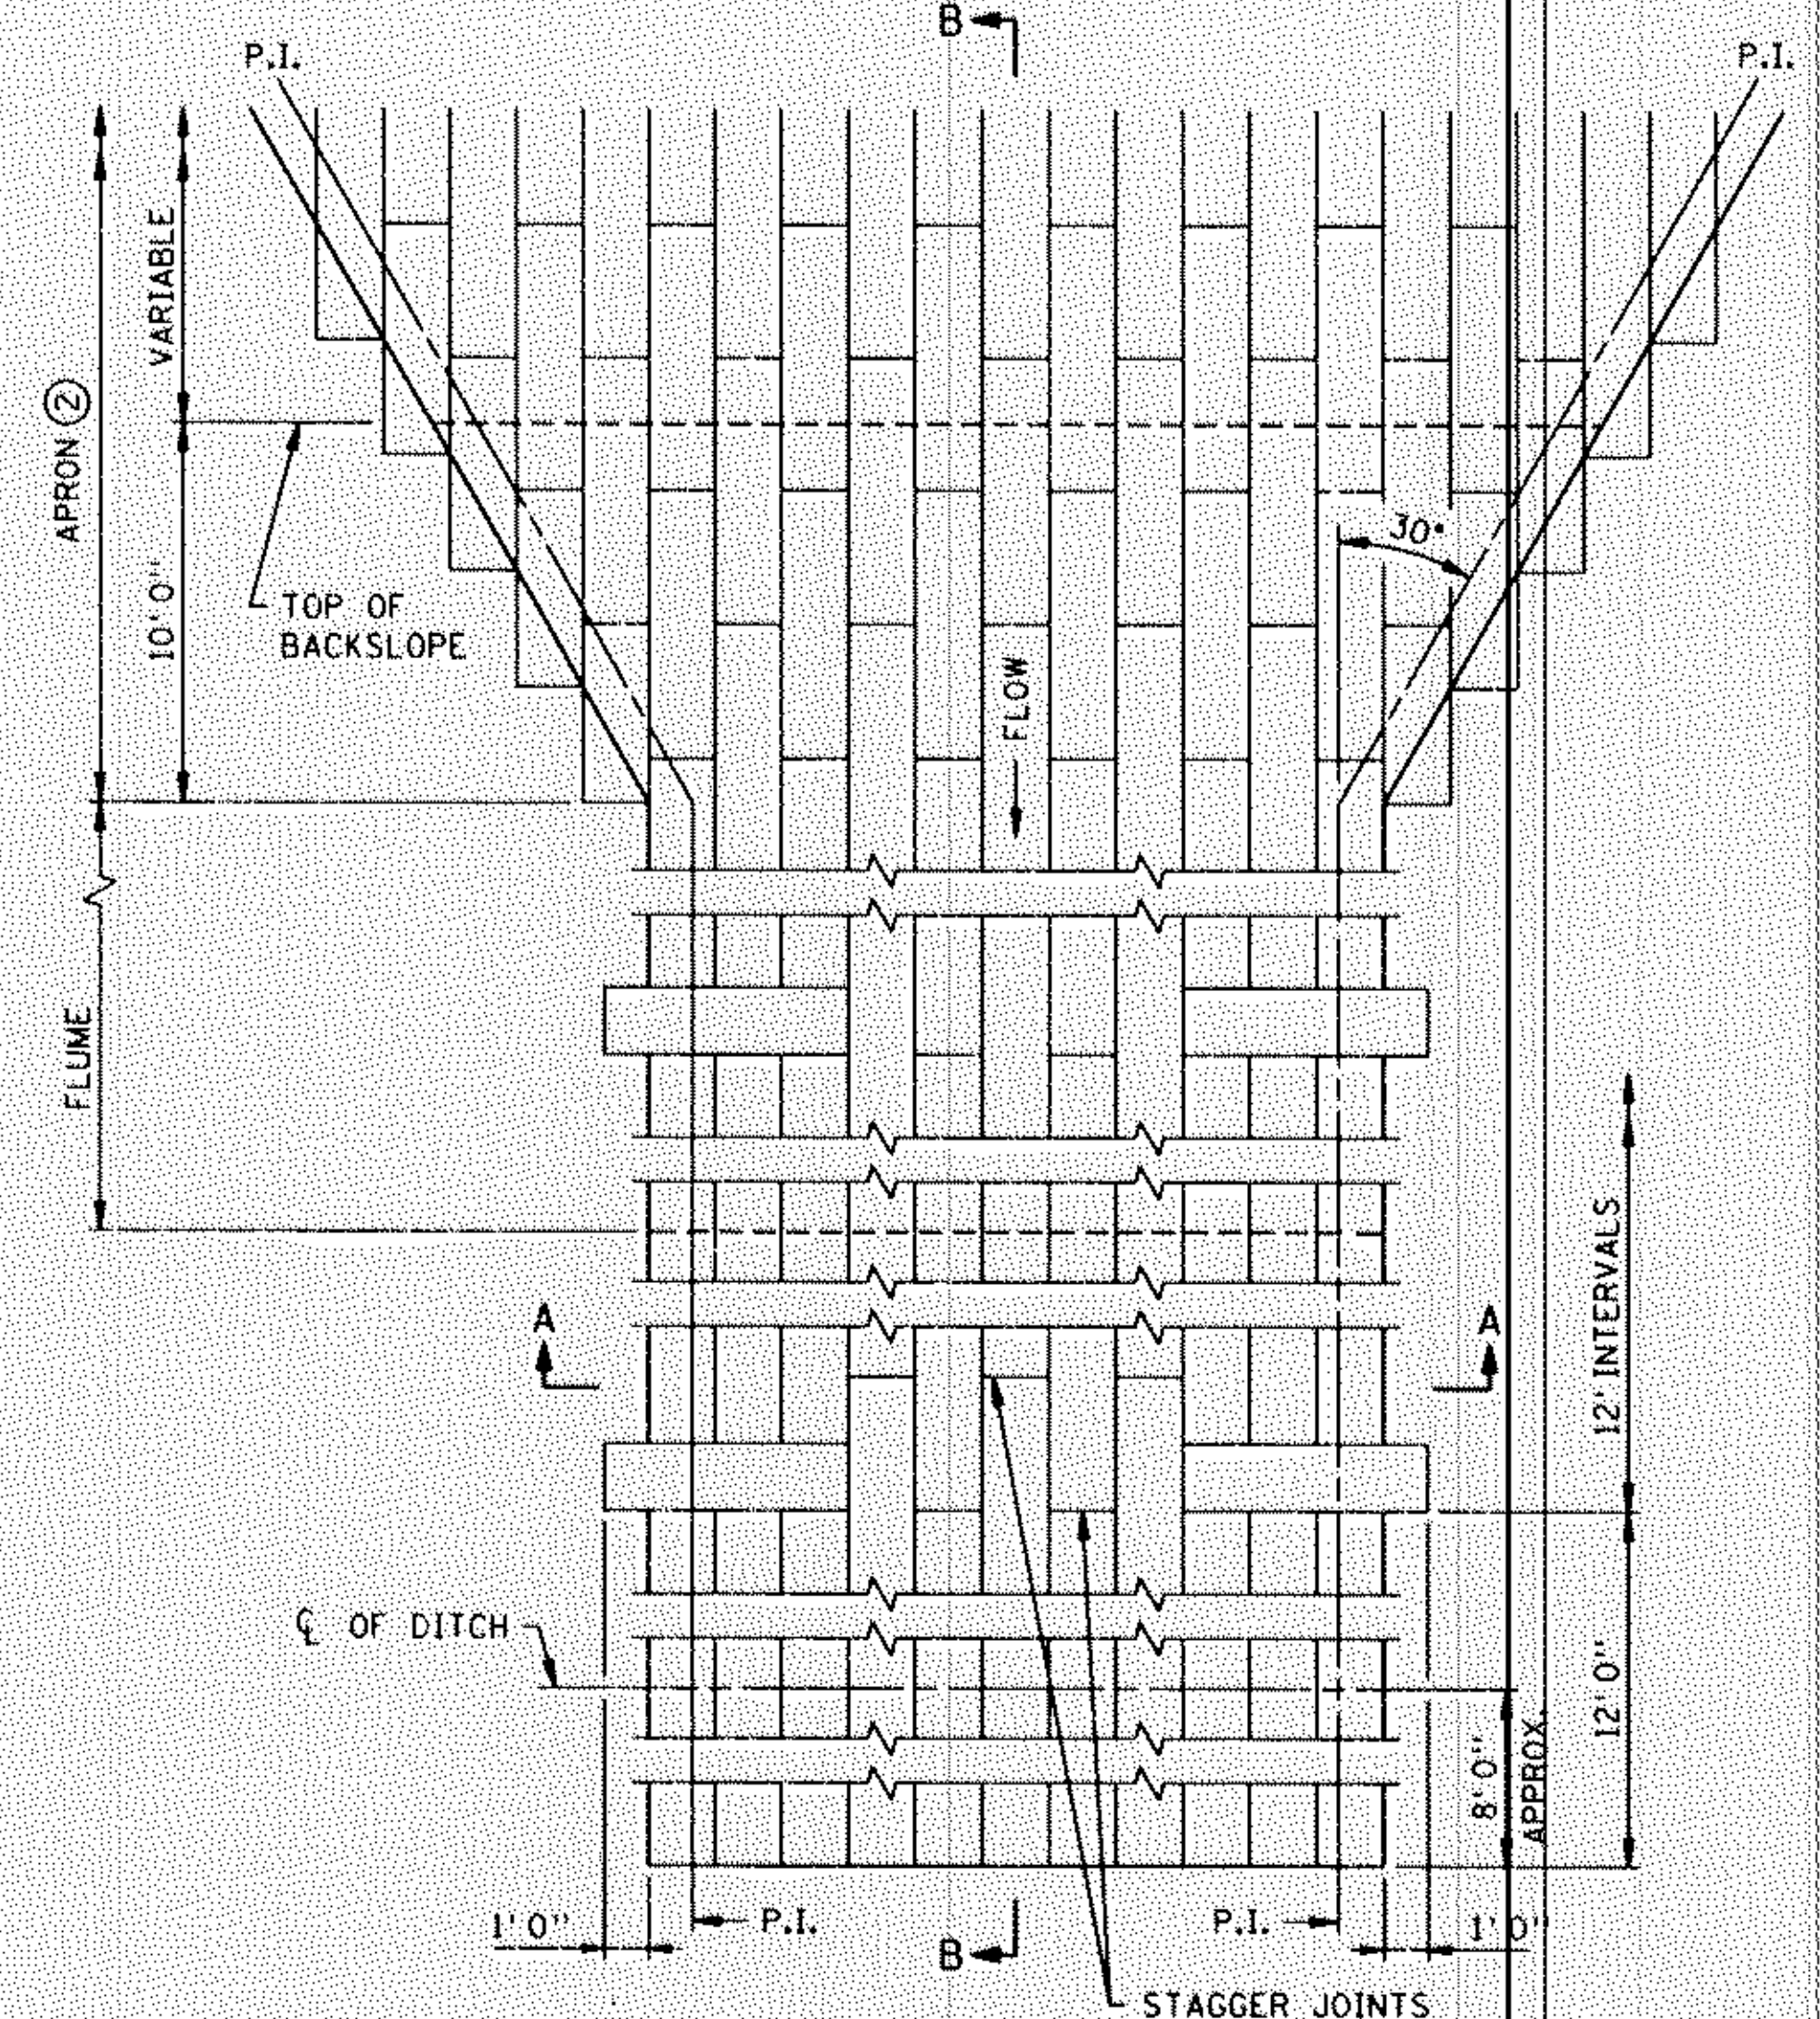 B
P.I.
P.I.
VARIABLE
APRON ②
10'0"
TOP OF
BACKSLOPE
30°
FLOW
FLUME
12' INTERVALS
A
A
℄ OF DITCH
12'0"
8'0"
APPROX.
1'0"
P.I.
P.I.
1'0"
B
STAGGER JOINTS